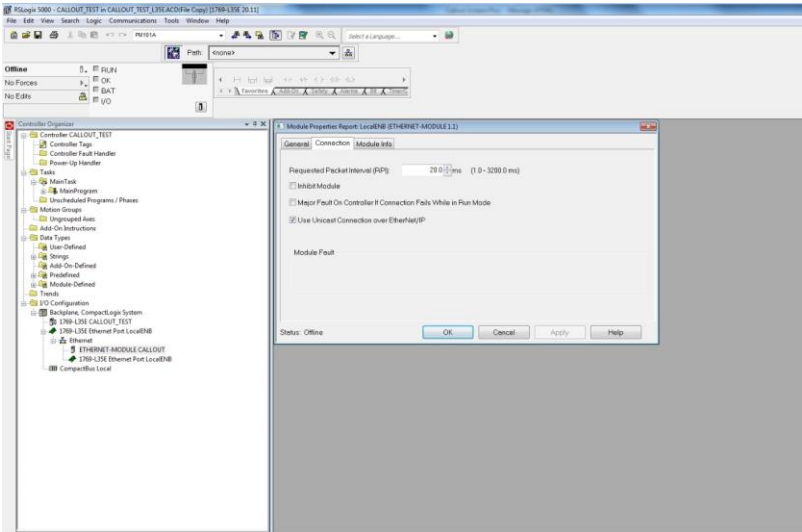 RSLogix 5000 - CALLOUT_TEST in CALLOUT_TEST_L35E.ACD(File Copy) [1769-L35E 20.11]
File Edit View Search Logic Communications Tools Window Help
Select a Language...
Path: <none>
Offline
RUN
No Forces
OK
BAT
No Edits
I/O
Favorites Add-On Safety Alarms Bit
Controller Organizer
Start Page
Controller CALLOUT_TEST
Controller Tags
Controller Fault Handler
Power-Up Handler
Tasks
MainTask
MainProgram
Unscheduled Programs / Phases
Motion Groups
Ungrouped Axes
Add-On Instructions
Data Types
User-Defined
Strings
Add-On-Defined
Predefined
Module-Defined
Trends
I/O Configuration
Backplane, CompactLogix System
1769-L35E CALLOUT_TEST
1769-L35E Ethernet Port LocalENB
Ethernet
ETHERNET-MODULE CALLOUT
1769-L35E Ethernet Port LocalENB
CompactBus Local
Module Properties Report: LocalENB (ETHERNET-MODULE 1.1)
General Connection Module Info
Requested Packet Interval (RPI): 20.0 ms (1.0 - 3200.0 ms)
Inhibit Module
Major Fault On Controller If Connection Fails While in Run Mode
Use Unicast Connection over EtherNet/IP
Module Fault
Status: Offline OK Cancel Apply Help